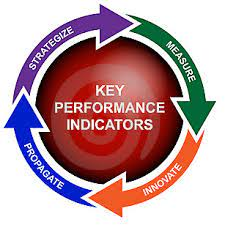 STRATEGIZE
MEASURE
KEY
PERFORMANCE
INDICATORS
PROPAGATE
INNOVATE